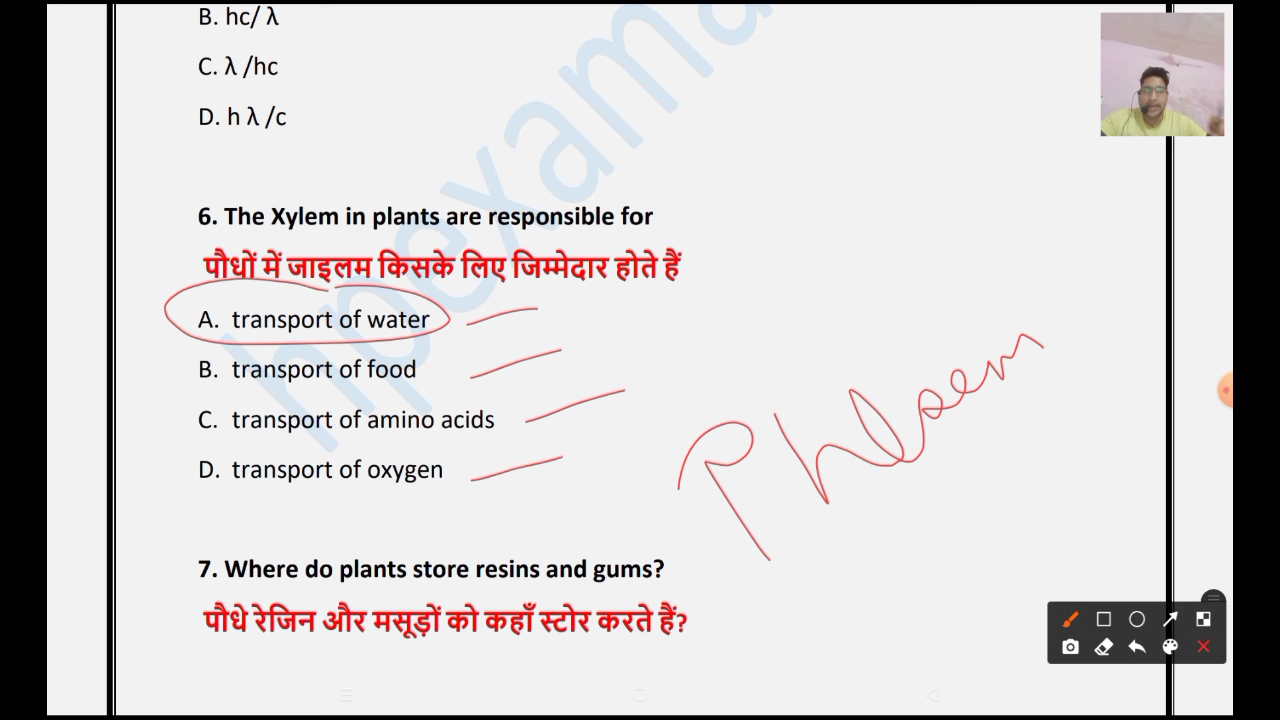 B. hc/ λ
C. λ /hc
D. h λ /c
6. The Xylem in plants are responsible for
पौधों में जाइलम किसके लिए जिम्मेदार होते हैं
A. transport of water
B. transport of food
C. transport of amino acids
D. transport of oxygen
Phloem
7. Where do plants store resins and gums?
पौधे रेजिन और मसूड़ों को कहाँ स्टोर करते हैं?
hpexama